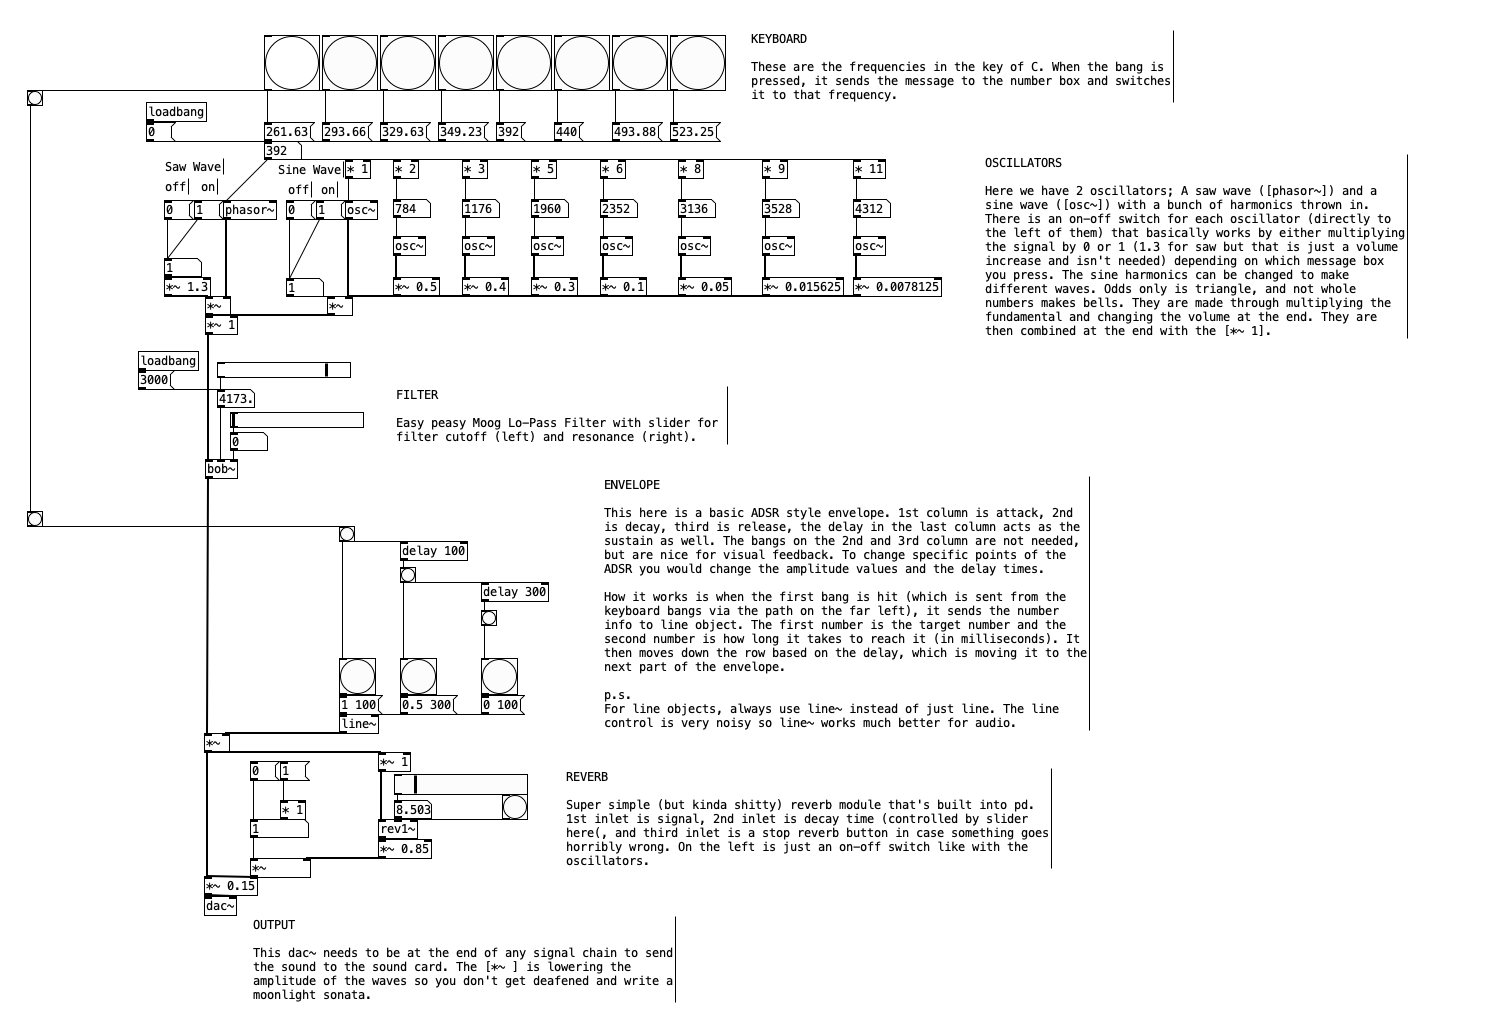 KEYBOARD
These are the frequencies in the key of C. When the bang is
pressed, it sends the message to the number box and switches
it to that frequency.
loadbang
0
261.63 293.66 329.63 349.23 392 440 493.88 523.25
392
Saw Wave
off on
Sine Wave
off on
* 1 * 2 * 3 * 5 * 6 * 8 * 9 * 11
0 1 phasor~ 0 1 osc~
784 1176 1960 2352 3136 3528 4312
osc~ osc~ osc~ osc~ osc~ osc~ osc~
1
*~ 1.3
1
*~ 0.5 *~ 0.4 *~ 0.3 *~ 0.1 *~ 0.05 *~ 0.015625 *~ 0.0078125
*~ *~
*~ 1
OSCILLATORS
Here we have 2 oscillators; A saw wave ([phasor~]) and a
sine wave ([osc~]) with a bunch of harmonics thrown in.
There is an on-off switch for each oscillator (directly to
the left of them) that basically works by either multiplying
the signal by 0 or 1 (1.3 for saw but that is just a volume
increase and isn't needed) depending on which message box
you press. The sine harmonics can be changed to make
different waves. Odds only is triangle, and not whole
numbers makes bells. They are made through multiplying the
fundamental and changing the volume at the end. They are
then combined at the end with the [*~ 1].
loadbang
3000
4173.
0
bob~
FILTER
Easy peasy Moog Lo-Pass Filter with slider for
filter cutoff (left) and resonance (right).
ENVELOPE
This here is a basic ADSR style envelope. 1st column is attack, 2nd
is decay, third is release, the delay in the last column acts as the
sustain as well. The bangs on the 2nd and 3rd column are not needed,
but are nice for visual feedback. To change specific points of the
ADSR you would change the amplitude values and the delay times.
How it works is when the first bang is hit (which is sent from the
keyboard bangs via the path on the far left), it sends the number
info to line object. The first number is the target number and the
second number is how long it takes to reach it (in milliseconds). It
then moves down the row based on the delay, which is moving it to the
next part of the envelope.
p.s.
For line objects, always use line~ instead of just line. The line
control is very noisy so line~ works much better for audio.
delay 100
delay 300
1 100 0.5 300 0 100
line~
*~
0 1
* 1
1
*~
*~ 1
8.503
rev1~
*~ 0.85
REVERB
Super simple (but kinda shitty) reverb module that's built into pd.
1st inlet is signal, 2nd inlet is decay time (controlled by slider
here(, and third inlet is a stop reverb button in case something goes
horribly wrong. On the left is just an on-off switch like with the
oscillators.
*~ 0.15
dac~
OUTPUT
This dac~ needs to be at the end of any signal chain to send
the sound to the sound card. The [*~ ] is lowering the
amplitude of the waves so you don't get deafened and write a
moonlight sonata.